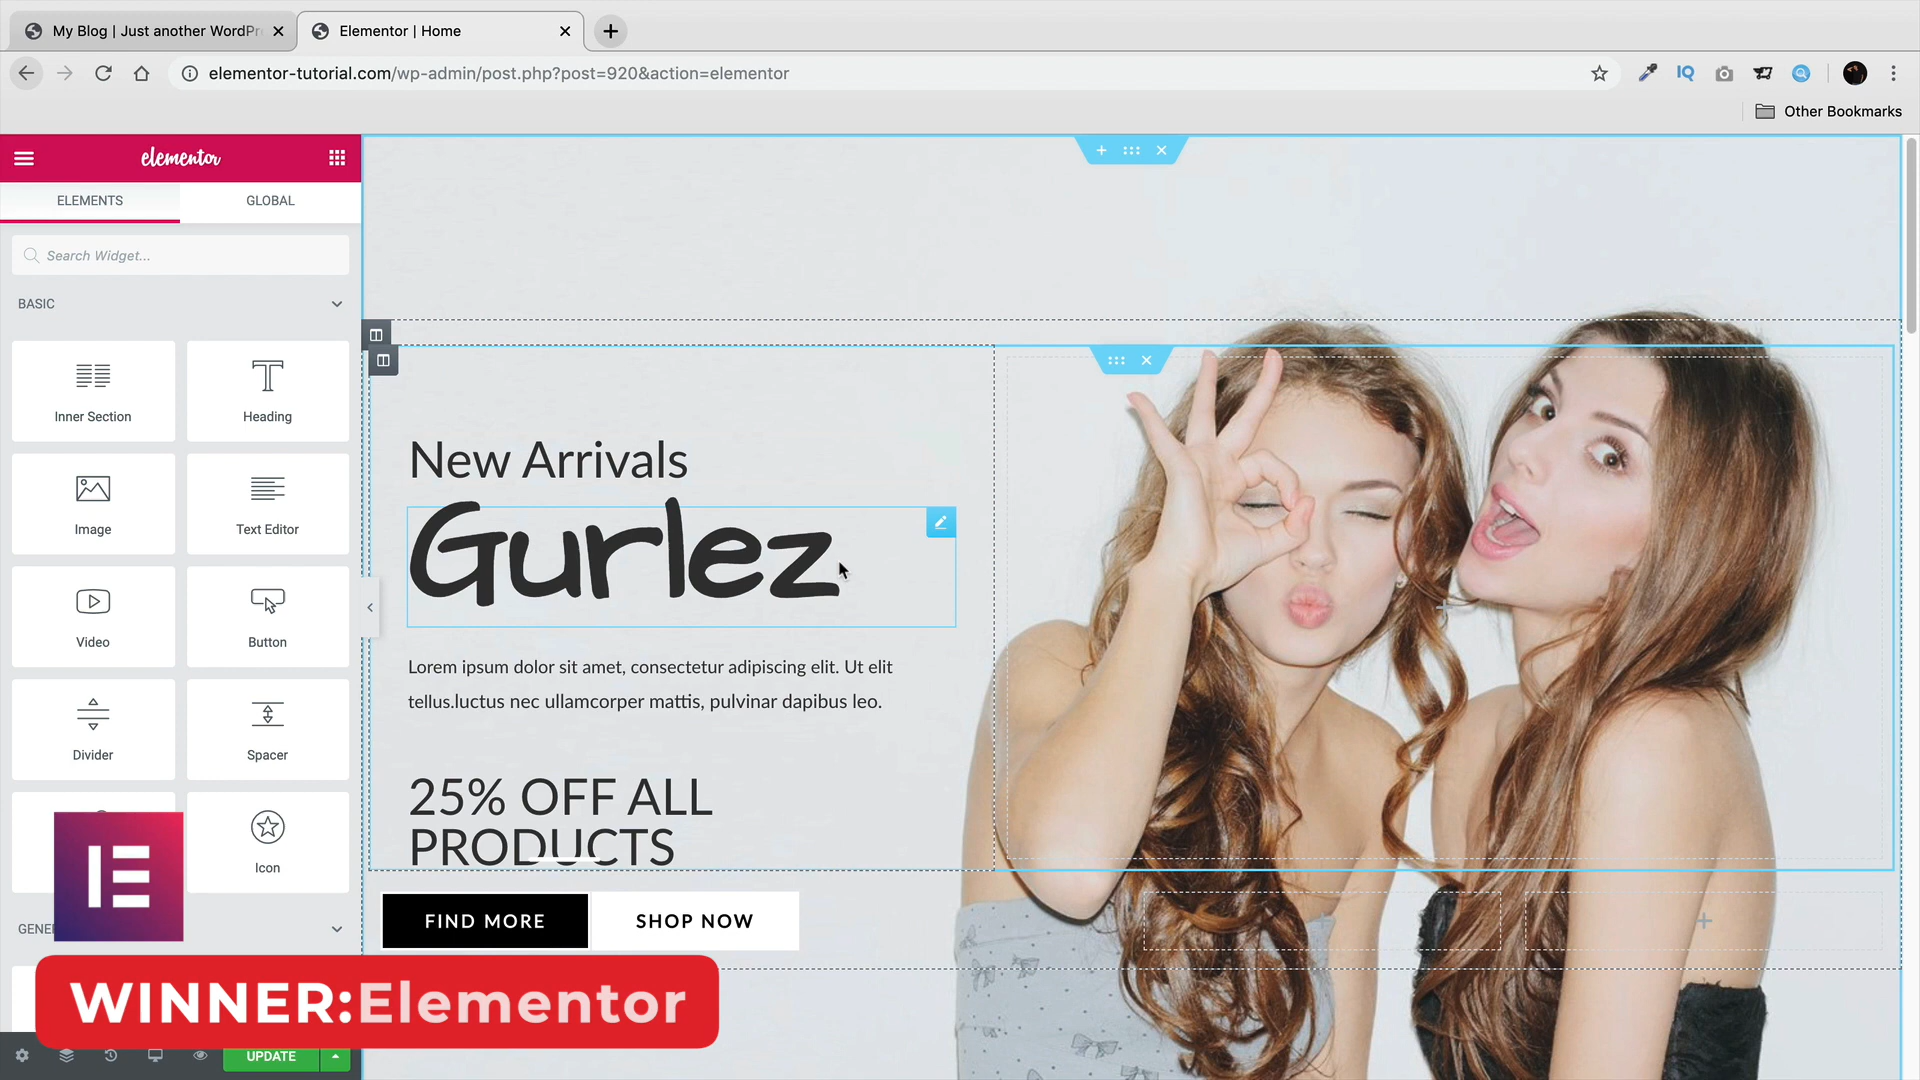 My Blog | Just another WordPr
Elementor | Home
elementor-tutorial.com/wp-admin/post.php?post=920&action=elementor
IQ
Other Bookmarks
elementor
ELEMENTS
GLOBAL
Search Widget...
BASIC
Inner Section
Heading
Image
Text Editor
Video
Button
Divider
Spacer
Icon
GENE
New Arrivals
Gurlez
Lorem ipsum dolor sit amet, consectetur adipiscing elit. Ut elit
tellus.luctus nec ullamcorper mattis, pulvinar dapibus leo.
25% OFF ALL
PRODUCTS
FIND MORE
SHOP NOW
WINNER:Elementor
UPDATE